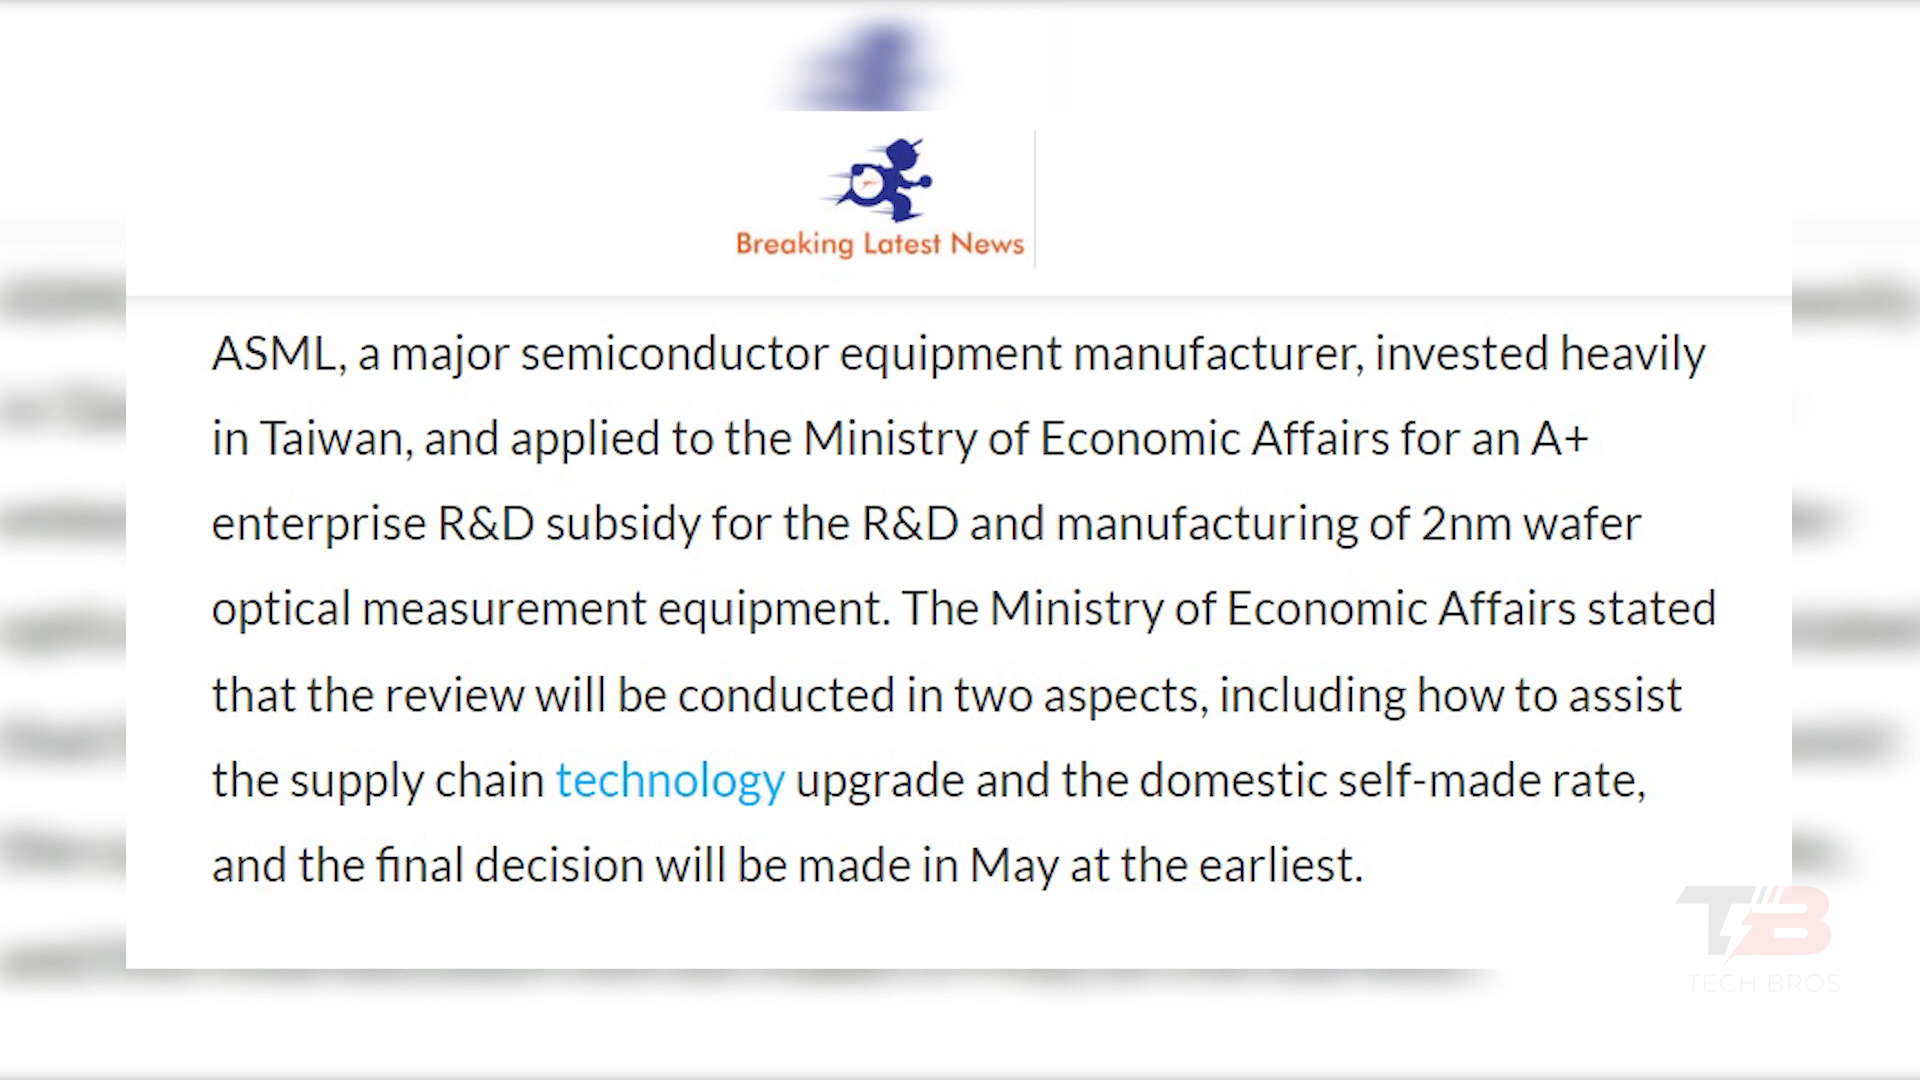 Breaking Latest News
ASML, a major semiconductor equipment manufacturer, invested heavily
in Taiwan, and applied to the Ministry of Economic Affairs for an A+
enterprise R&D subsidy for the R&D and manufacturing of 2nm wafer
optical measurement equipment. The Ministry of Economic Affairs stated
that the review will be conducted in two aspects, including how to assist
the supply chain technology upgrade and the domestic self-made rate,
and the final decision will be made in May at the earliest.
TB
TECH BROS